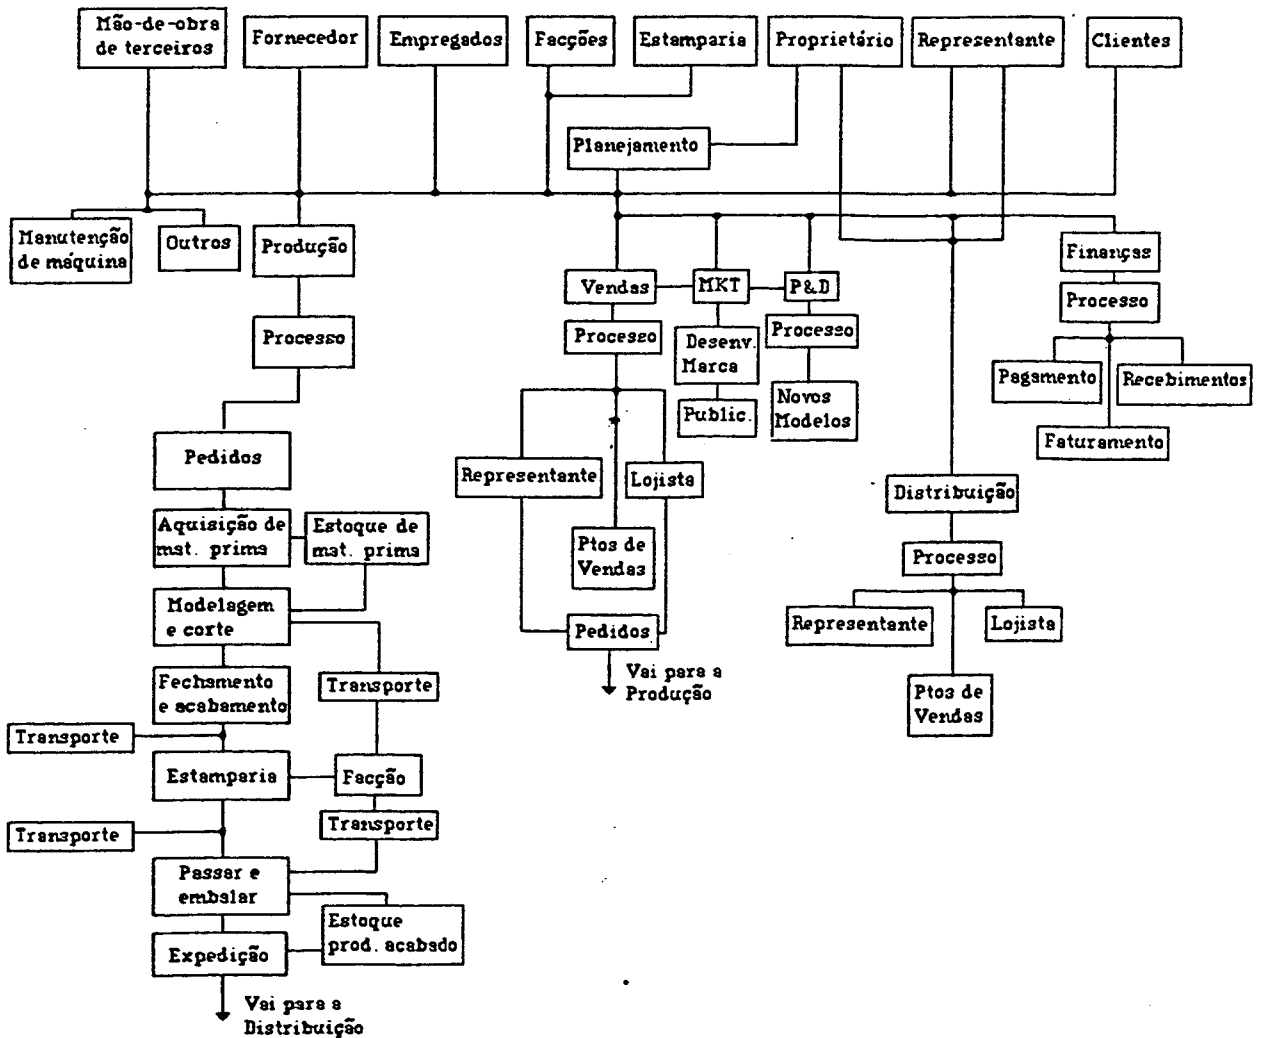 Mão-de-obra
de terceiros
Fornecedor
Empregados
Facções
Estamparia
Proprietário
Representante
Clientes
Planejamento
Manutenção
de máquina
Outros
Produção
Finanças
Vendas
MKT
P&D
Processo
Processo
Processo
Desenv.
Marca
Processo
Pagamento
Recebimentos
Public.
Novos
Modelos
Faturamento
Pedidos
Representante
Lojista
Distribuição
Aquisição de
mat. prima
Estoque de
mat. prima
Ptos de
Vendas
Processo
Modelagem
e corte
Pedidos
Representante
Lojista
Vai para a
Produção
Fechamento
e acabamento
Transporte
Ptos de
Vendas
Transporte
Estamparia
Facção
Transporte
Transporte
Passar e
embalar
Estoque
prod. acabado
Expedição
Vai para a
Distribuição